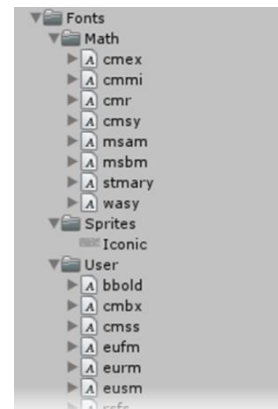 Fonts
Math
cmex
cmmi
cmr
cmsy
msam
msbm
stmary
wasy
Sprites
Iconic
User
bbold
cmbx
cmss
eufm
eurm
eusm